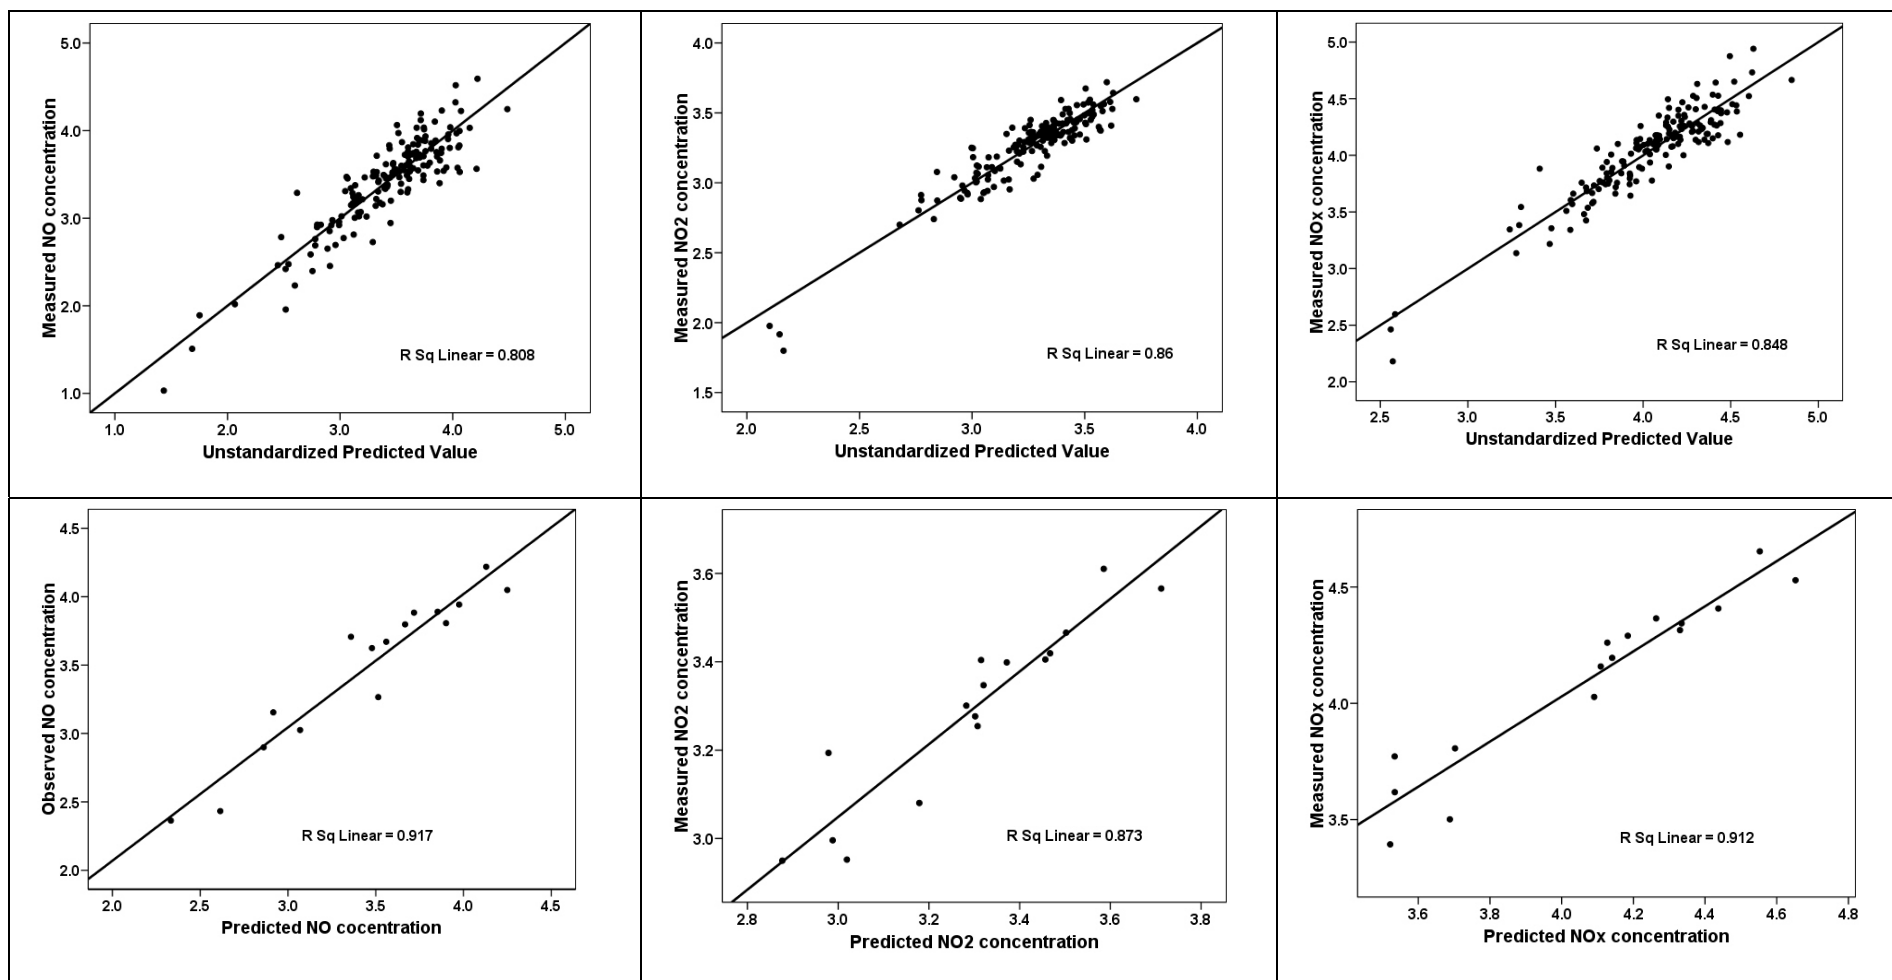 5.0
4.0
3.0
2.0
1.0
Measured NO concentration
R Sq Linear = 0.808
1.0 2.0 3.0 4.0 5.0
Unstandardized Predicted Value
4.0
3.5
3.0
2.5
2.0
1.5
Measured NO2 concentration
R Sq Linear = 0.86
2.0 2.5 3.0 3.5 4.0
Unstandardized Predicted Value
5.0
4.5
4.0
3.5
3.0
2.5
2.0
Measured NOx concentration
R Sq Linear = 0.848
2.5 3.0 3.5 4.0 4.5 5.0
Unstandardized Predicted Value
4.5
4.0
3.5
3.0
2.5
2.0
Observed NO concentration
R Sq Linear = 0.917
2.0 2.5 3.0 3.5 4.0 4.5
Predicted NO cocentration
3.6
3.4
3.2
3.0
Measured NO2 concentration
R Sq Linear = 0.873
2.8 3.0 3.2 3.4 3.6 3.8
Predicted NO2 concentration
4.5
4.0
3.5
Measured NOx concentration
R Sq Linear = 0.912
3.6 3.8 4.0 4.2 4.4 4.6 4.8
Predicted NOx concentration